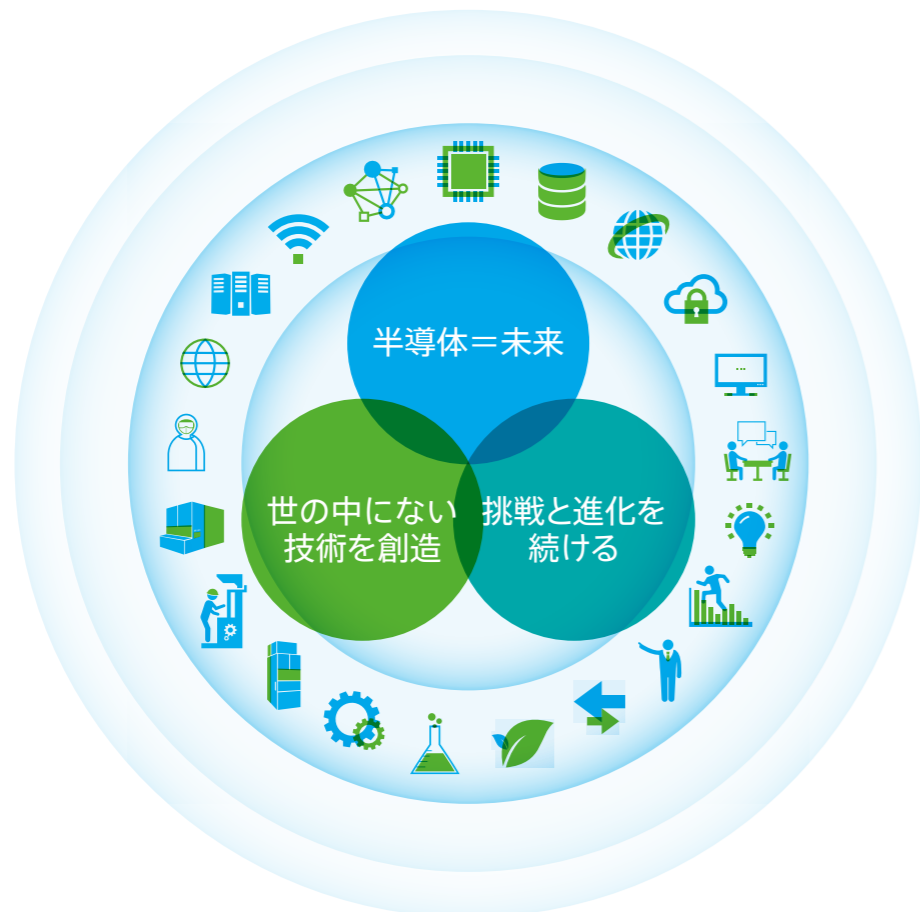 半導体＝未来
世の中にない
技術を創造
挑戦と進化を
続ける